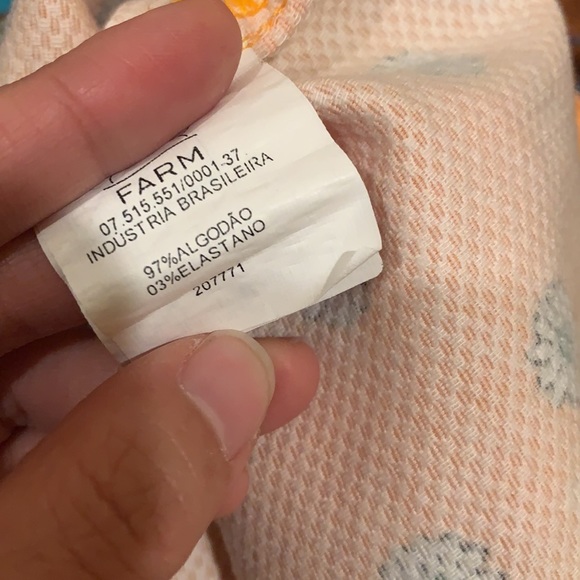 FARM
07.515.551/0001-37
INDÚSTRIA BRASILEIRA
97%ALGODÃO
03%ELASTANO
207771